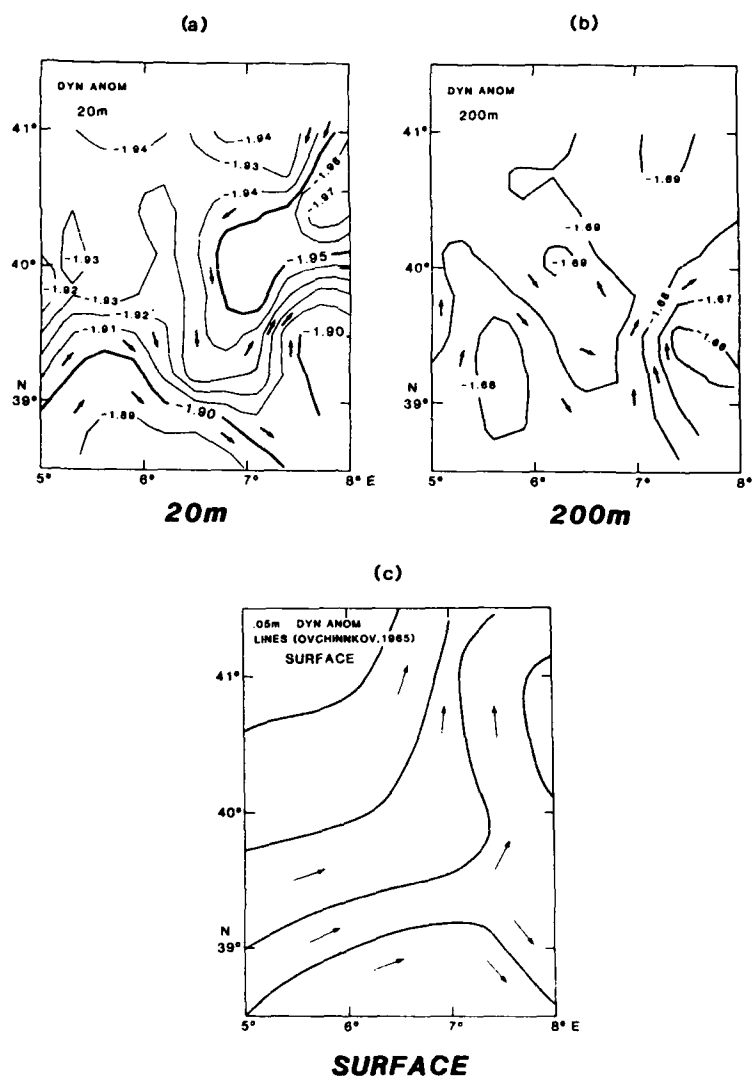 (a)
DYN ANOM
20m
41°
40°
N
39°
-1.94
-1.94
-1.93
-1.94
-1.96
-1.97
-1.93
-1.95
-1.92
-1.93
-1.92
-1.91
-1.90
-1.90
-1.89
5° 6° 7° 8° E
20m
(b)
DYN ANOM
200m
41°
40°
N
39°
-1.69
-1.69
-1.69
-1.68
-1.67
-1.68
5° 6° 7° 8° E
200m
(c)
.05m DYN ANOM
LINES (OVCHINNKOV,1965)
SURFACE
41°
40°
N
39°
5° 6° 7° 8° E
SURFACE